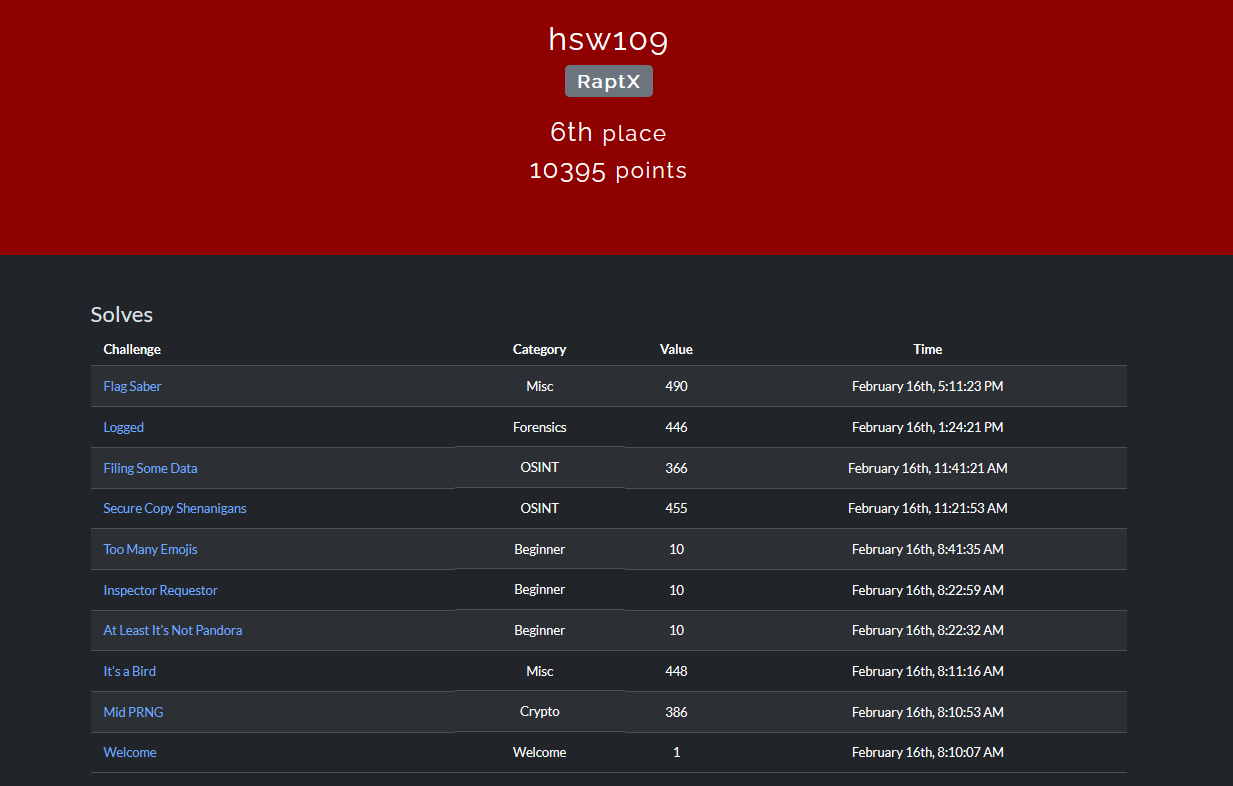 hsw109
RaptX
6th place
10395 points
Solves
Challenge Category Value Time
Flag Saber Misc 490 February 16th, 5:11:23 PM
Logged Forensics 446 February 16th, 1:24:21 PM
Filing Some Data OSINT 366 February 16th, 11:41:21 AM
Secure Copy Shenanigans OSINT 455 February 16th, 11:21:53 AM
Too Many Emojis Beginner 10 February 16th, 8:41:35 AM
Inspector Requestor Beginner 10 February 16th, 8:22:59 AM
At Least It's Not Pandora Beginner 10 February 16th, 8:22:32 AM
It's a Bird Misc 448 February 16th, 8:11:16 AM
Mid PRNG Crypto 386 February 16th, 8:10:53 AM
Welcome Welcome 1 February 16th, 8:10:07 AM